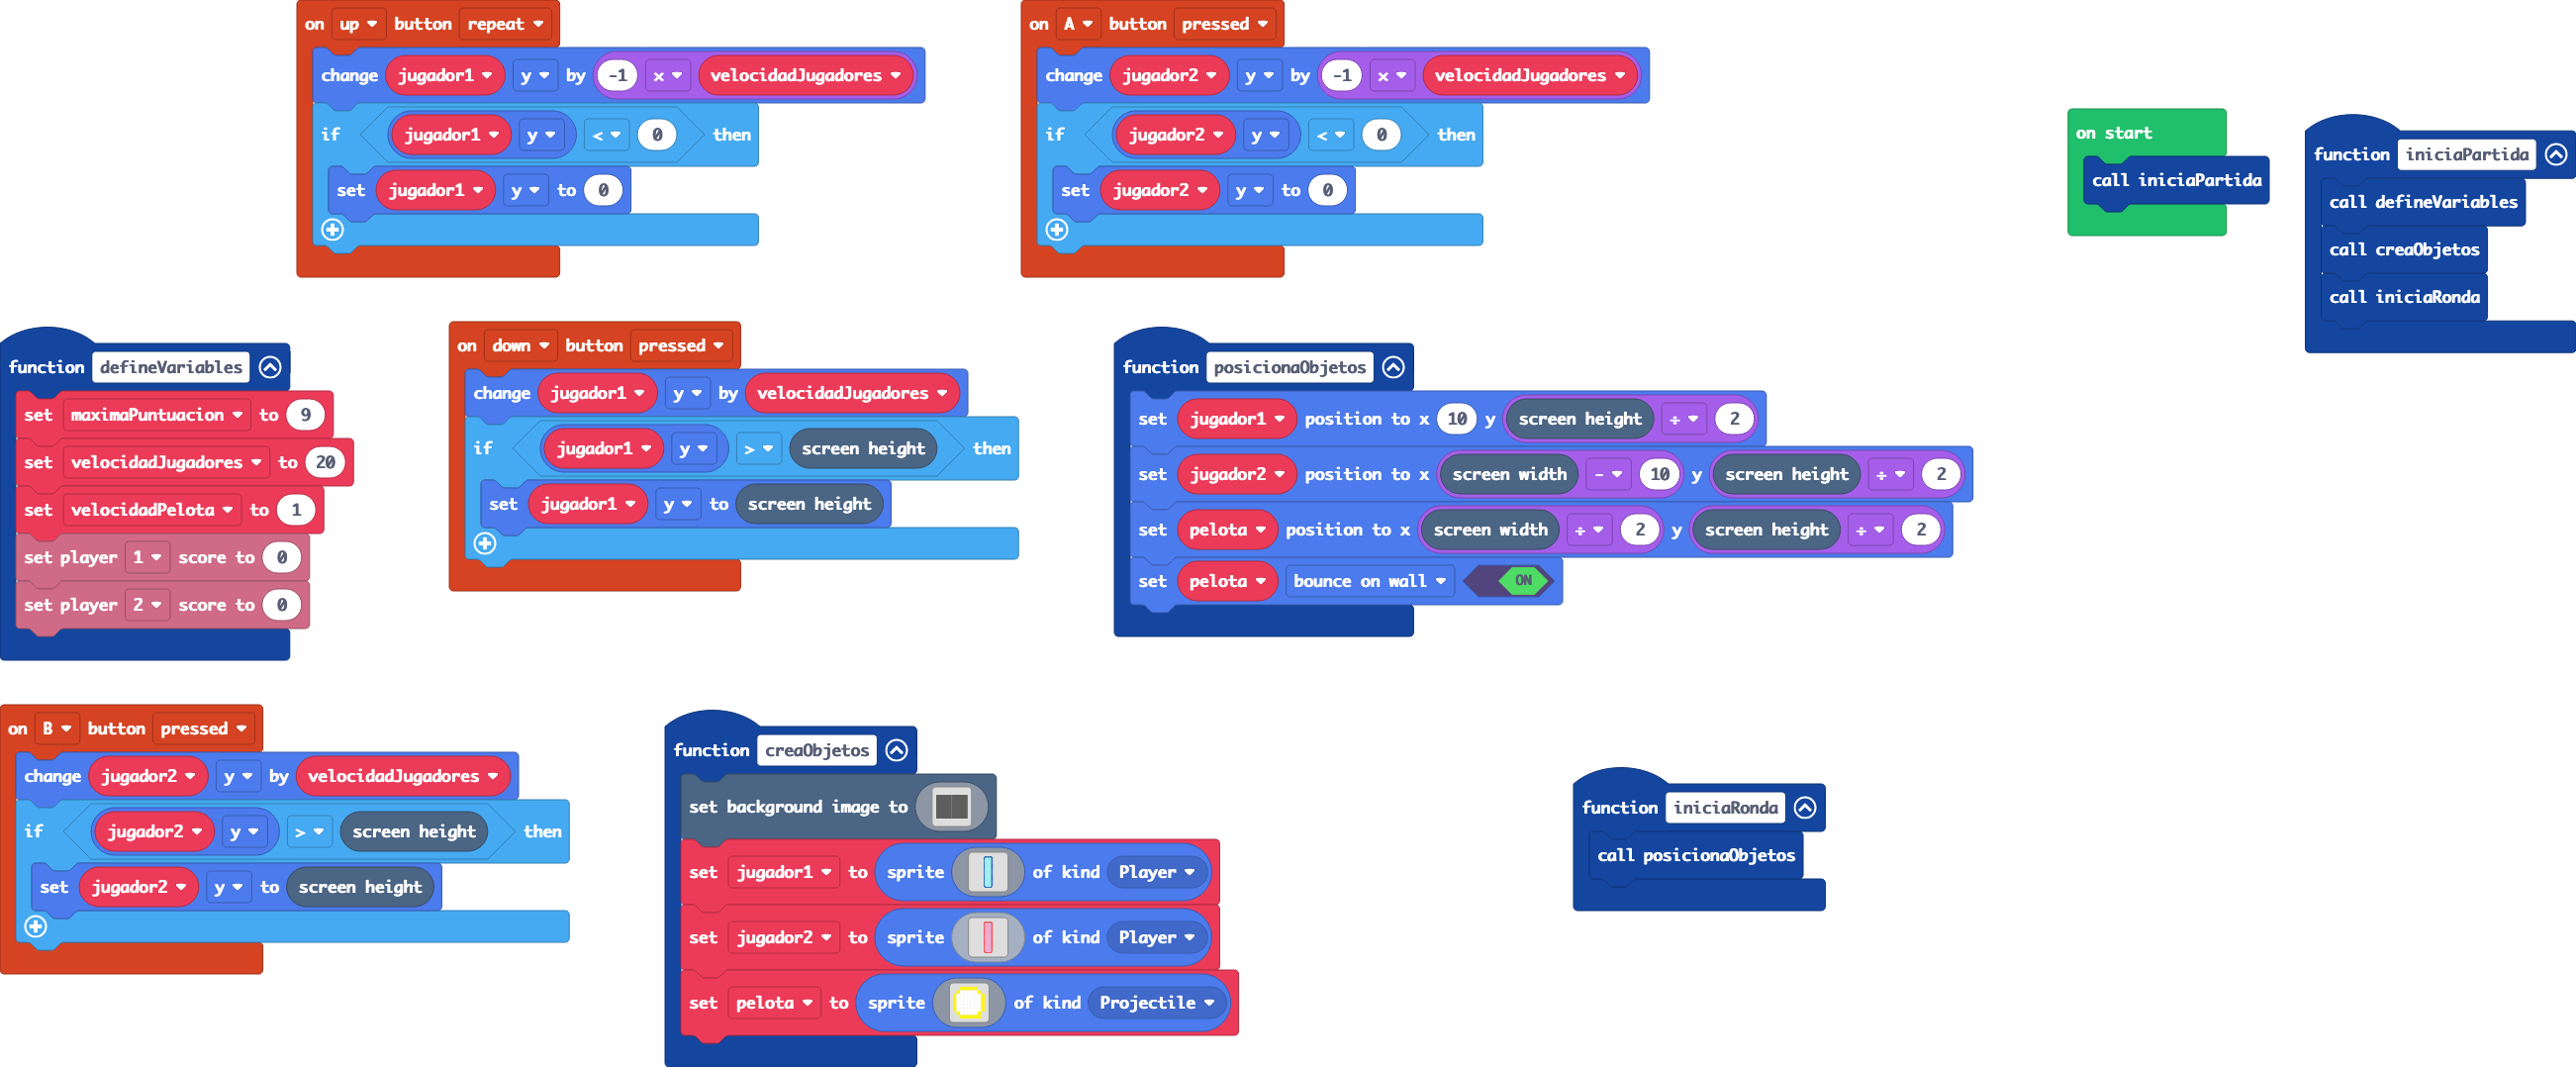 on up button repeat
change jugador1 y by -1 x velocidadJugadores
if jugador1 y < 0 then
set jugador1 y to 0
on A button pressed
change jugador2 y by -1 x velocidadJugadores
if jugador2 y < 0 then
set jugador2 y to 0
on start
call iniciaPartida
function iniciaPartida
call defineVariables
call creaObjetos
call iniciaRonda
function defineVariables
set maximaPuntuacion to 9
set velocidadJugadores to 20
set velocidadPelota to 1
set player 1 score to 0
set player 2 score to 0
on down button pressed
change jugador1 y by velocidadJugadores
if jugador1 y > screen height then
set jugador1 y to screen height
function posicionaObjetos
set jugador1 position to x 10 y screen height ÷ 2
set jugador2 position to x screen width - 10 y screen height ÷ 2
set pelota position to x screen width ÷ 2 y screen height ÷ 2
set pelota bounce on wall ON
on B button pressed
change jugador2 y by velocidadJugadores
if jugador2 y > screen height then
set jugador2 y to screen height
function creaObjetos
set background image to
set jugador1 to sprite of kind Player
set jugador2 to sprite of kind Player
set pelota to sprite of kind Projectile
function iniciaRonda
call posicionaObjetos